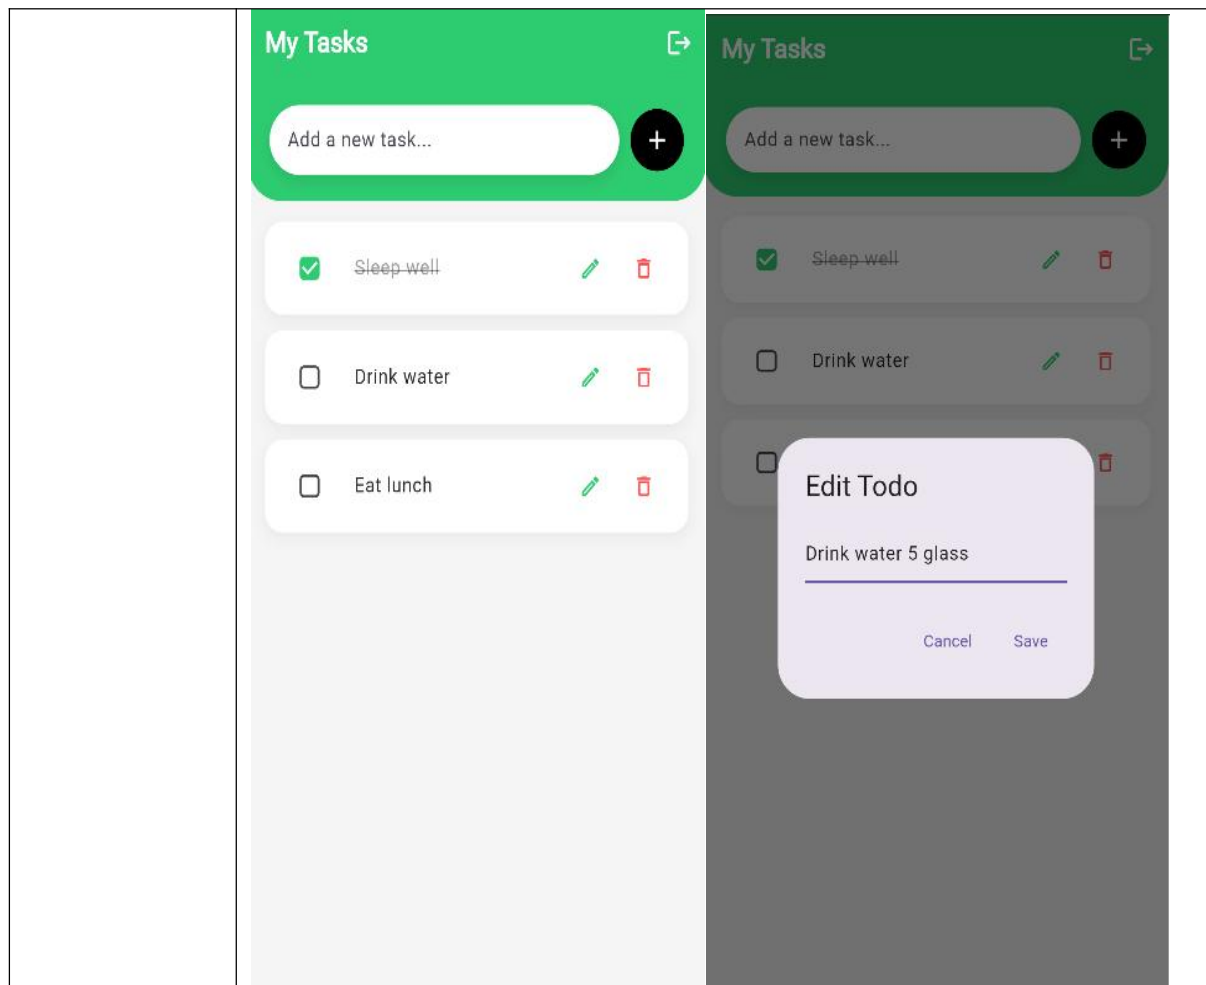 My Tasks
Add a new task...
Sleep well
Drink water
Eat lunch
My Tasks
Add a new task...
Sleep well
Drink water
Edit Todo
Drink water 5 glass
Cancel Save